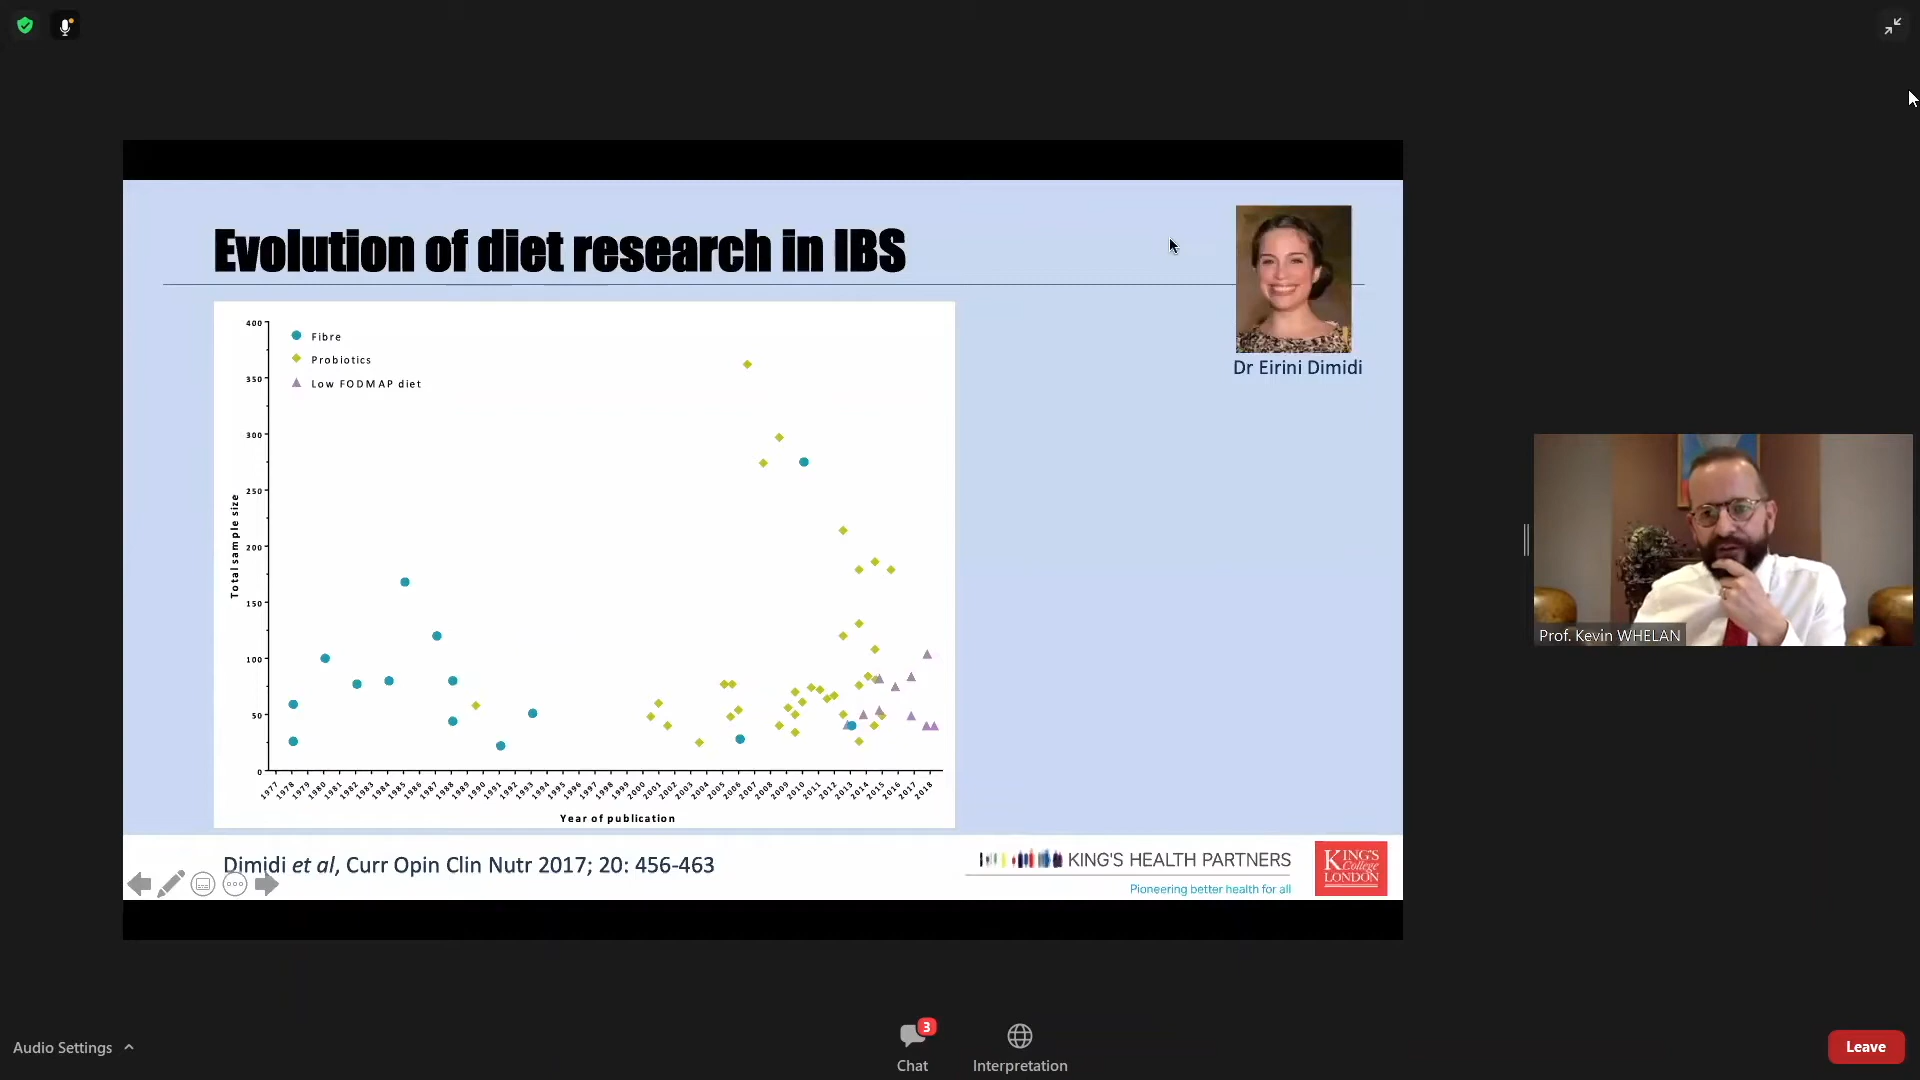 Evolution of diet research in IBS
Dr Eirini Dimidi
Fibre
Probiotics
Low FODMAP diet
400
350
300
250
200
150
100
50
0
Total sample size
1977 1978 1979 1980 1981 1982 1983 1984 1985 1986 1987 1988 1989 1990 1991 1992 1993 1994 1995 1996 1997 1998 1999 2000 2001 2002 2003 2004 2005 2006 2007 2008 2009 2010 2011 2012 2013 2014 2015 2016 2017 2018
Year of publication
Dimidi et al, Curr Opin Clin Nutr 2017; 20: 456-463
KING'S HEALTH PARTNERS
Pioneering better health for all
KING'S
College
LONDON
Prof. Kevin WHELAN
Audio Settings
3
Chat
Interpretation
Leave